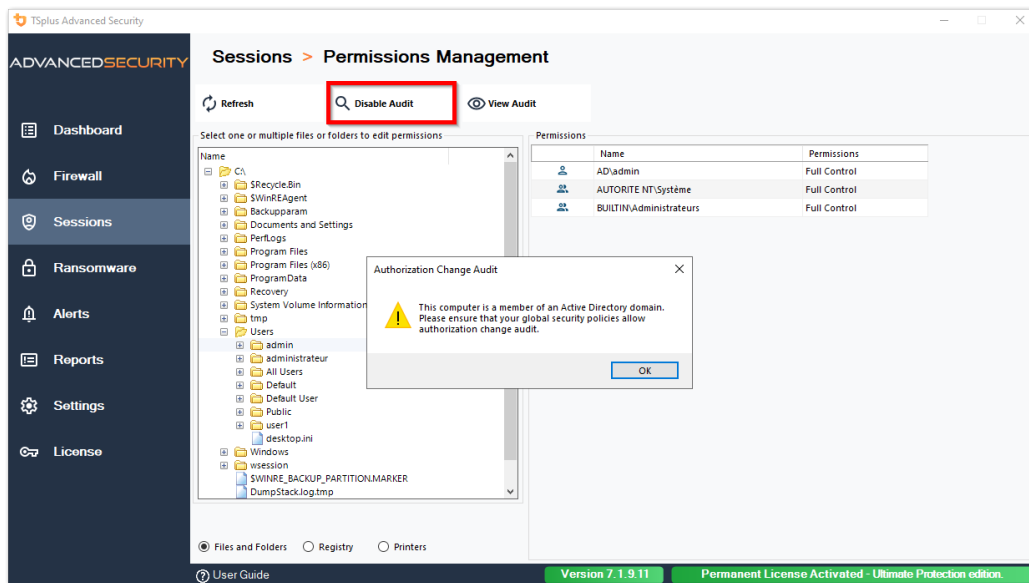 TSplus Advanced Security
ADVANCEDSECURITY
Dashboard
Firewall
Sessions
Ransomware
Alerts
Reports
Settings
License
Sessions > Permissions Management
Refresh
Disable Audit
View Audit
Select one or multiple files or folders to edit permissions
Name
C:\
$Recycle.Bin
$WinREAgent
Backupparam
Documents and Settings
PerfLogs
Program Files
Program Files (x86)
ProgramData
Recovery
System Volume Information
tmp
Users
admin
administrateur
All Users
Default
Default User
Public
user1
desktop.ini
Windows
wsession
$WINRE_BACKUP_PARTITION.MARKER
DumpStack.log.tmp
Files and Folders
Registry
Printers
Permissions
Name Permissions
AD\admin Full Control
AUTORITE NT\Système Full Control
BUILTIN\Administrateurs Full Control
Authorization Change Audit
This computer is a member of an Active Directory domain.
Please ensure that your global security policies allow
authorization change audit.
OK
User Guide
Version 7.1.9.11
Permanent License Activated - Ultimate Protection edition.